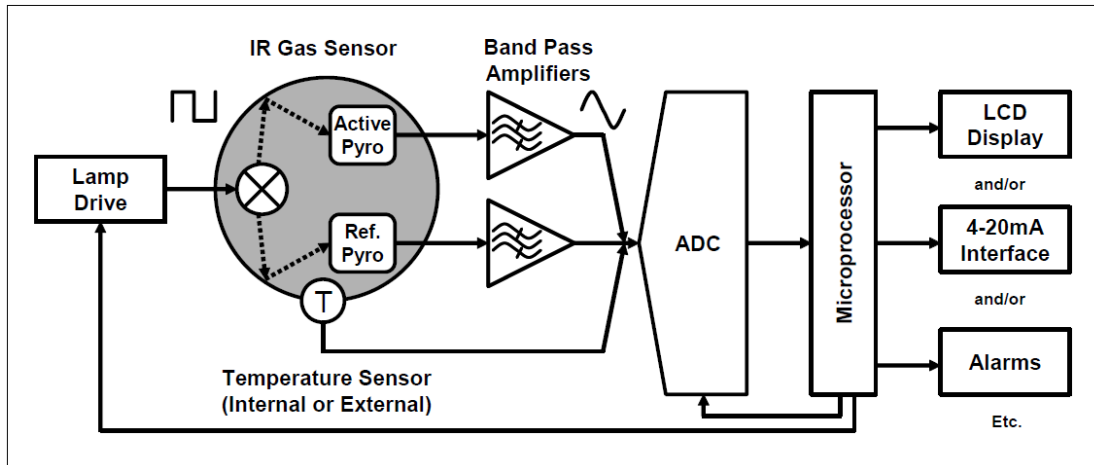 IR Gas Sensor
Band Pass
Amplifiers
Active
Pyro
Lamp
Drive
Ref.
Pyro
T
Temperature Sensor
(Internal or External)
ADC
Microprocessor
LCD
Display
and/or
4-20mA
Interface
and/or
Alarms
Etc.